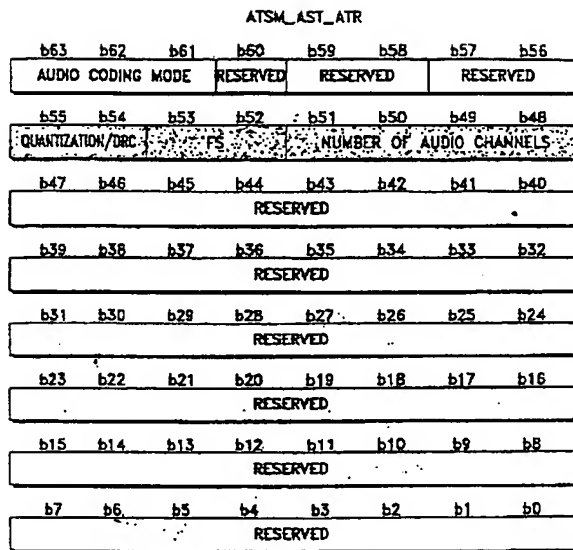 ATSM_AST_ATR
b63 b62 b61 b60 b59 b58 b57 b56
AUDIO CODING MODE RESERVED RESERVED RESERVED
b55 b54 b53 b52 b51 b50 b49 b48
QUANTIZATION/DRC FS NUMBER OF AUDIO CHANNELS
b47 b46 b45 b44 b43 b42 b41 b40
RESERVED
b39 b38 b37 b36 b35 b34 b33 b32
RESERVED
b31 b30 b29 b28 b27 b26 b25 b24
RESERVED
b23 b22 b21 b20 b19 b18 b17 b16
RESERVED
b15 b14 b13 b12 b11 b10 b9 b8
RESERVED
b7 b6 b5 b4 b3 b2 b1 b0
RESERVED